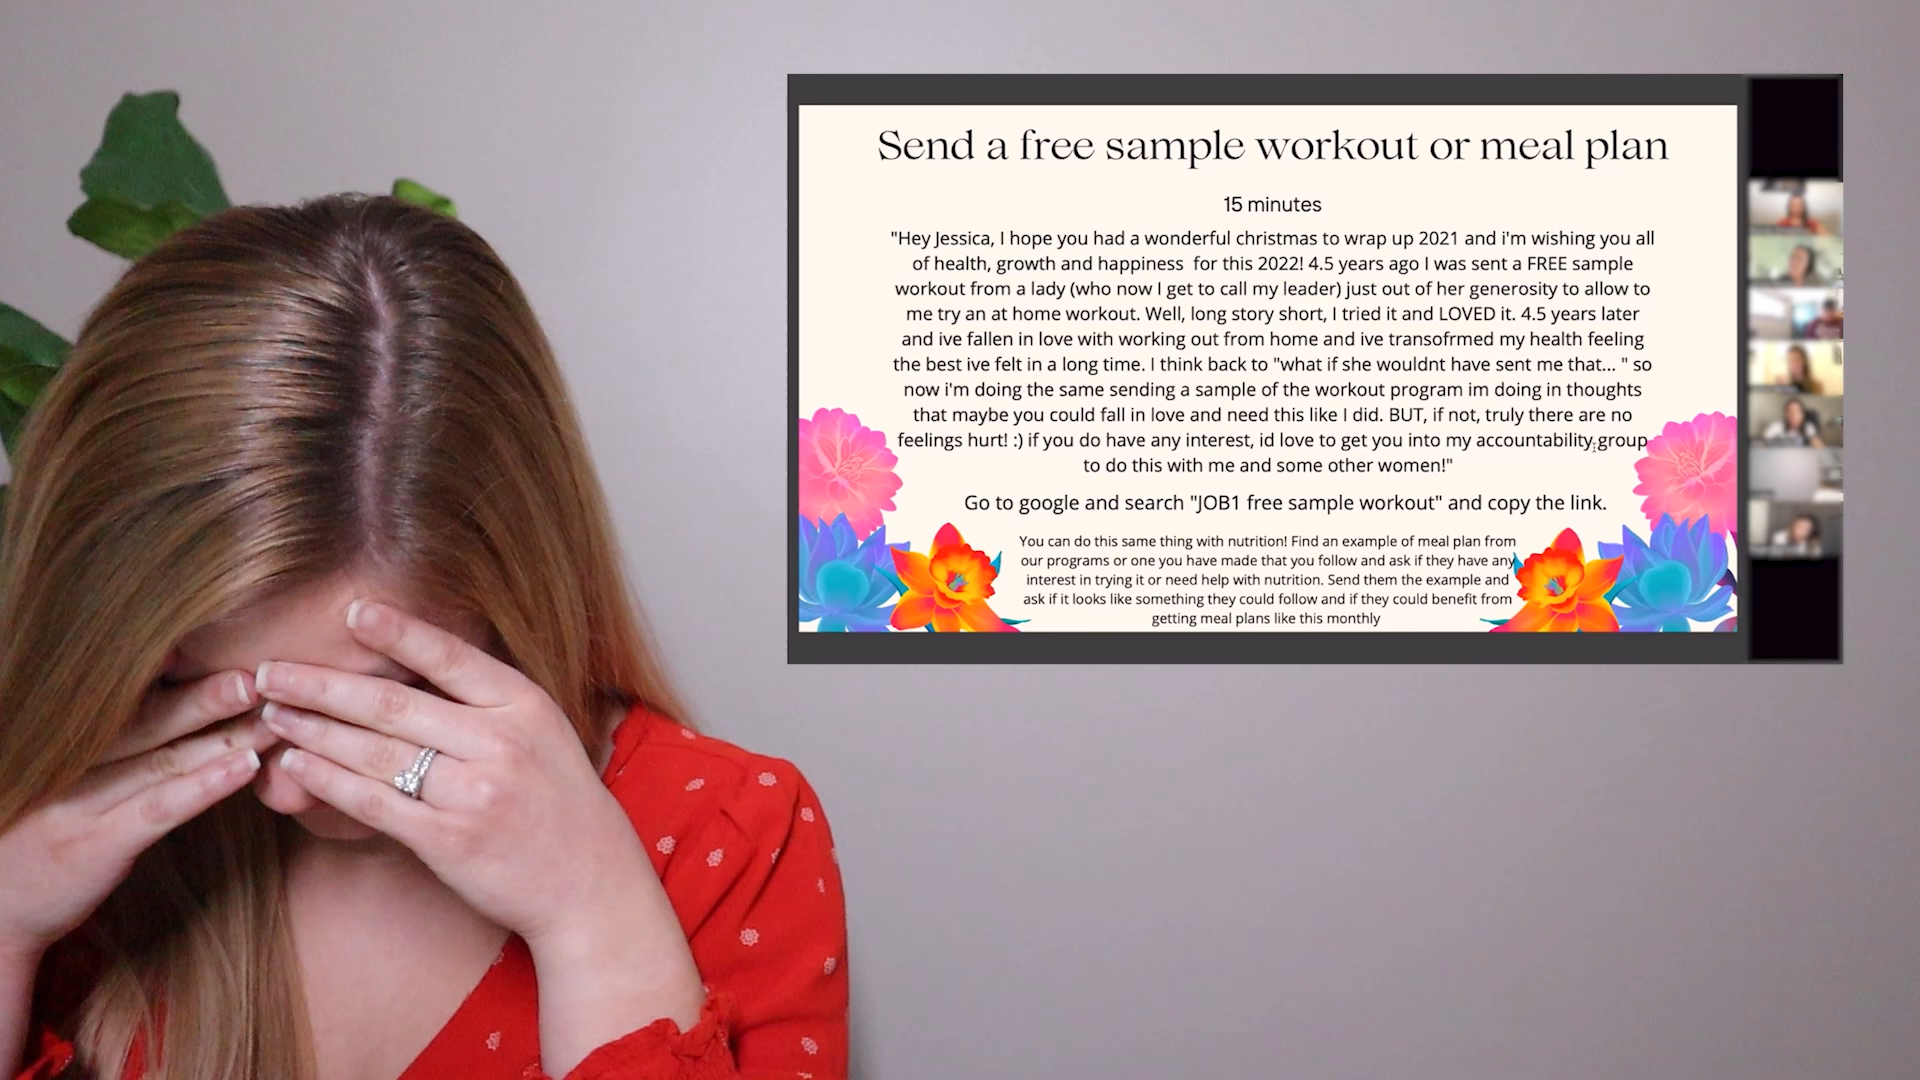 Send a free sample workout or meal plan
15 minutes
"Hey Jessica, I hope you had a wonderful christmas to wrap up 2021 and i'm wishing you all
of health, growth and happiness  for this 2022! 4.5 years ago I was sent a FREE sample
workout from a lady (who now I get to call my leader) just out of her generosity to allow to
me try an at home workout. Well, long story short, I tried it and LOVED it. 4.5 years later
and ive fallen in love with working out from home and ive transofrmed my health feeling
the best ive felt in a long time. I think back to "what if she wouldnt have sent me that... " so
now i'm doing the same sending a sample of the workout program im doing in thoughts
that maybe you could fall in love and need this like I did. BUT, if not, truly there are no
feelings hurt! :) if you do have any interest, id love to get you into my accountability group
to do this with me and some other women!"
Go to google and search "JOB1 free sample workout" and copy the link.
You can do this same thing with nutrition! Find an example of meal plan from
our programs or one you have made that you follow and ask if they have any
interest in trying it or need help with nutrition. Send them the example and
ask if it looks like something they could follow and if they could benefit from
getting meal plans like this monthly